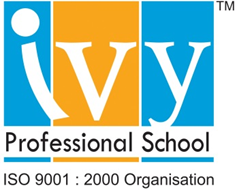 ivy
TM
Professional School
ISO 9001 : 2000 Organisation